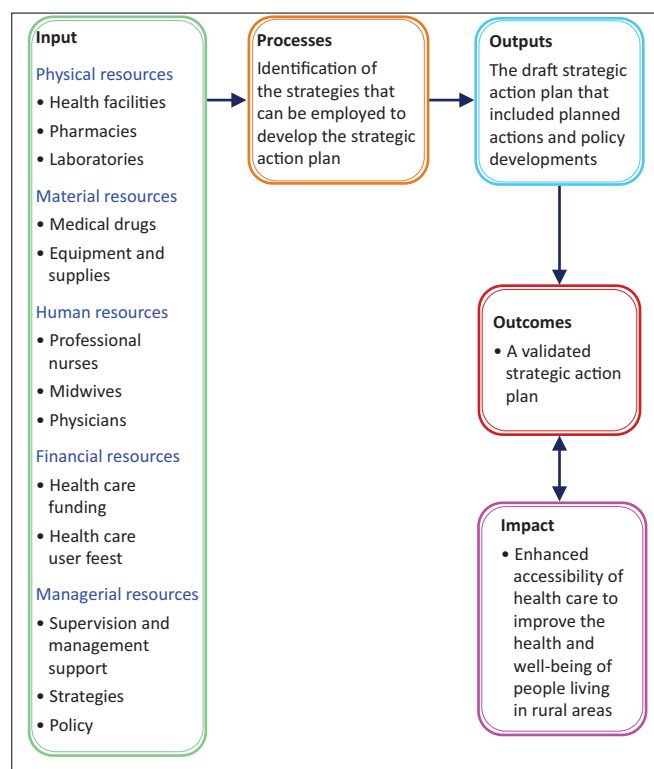 Input
Physical resources
• Health facilities
• Pharmacies
• Laboratories
Material resources
• Medical drugs
• Equipment and
supplies
Human resources
• Professional
nurses
• Midwives
• Physicians
Financial resources
• Health care
funding
• Health care
user feest
Managerial resources
• Supervision and
management
support
• Strategies
• Policy
Processes
Identification of
the strategies that
can be employed to
develop the strategic
action plan
Outputs
The draft strategic
action plan that
included planned
actions and policy
developments
Outcomes
• A validated
strategic action
plan
Impact
• Enhanced
accessibility of
health care to
improve the
health and
well-being of
people living
in rural areas